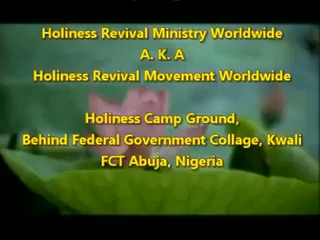 Holiness Revival Ministry Worldwide
A. K. A
Holiness Revival Movement Worldwide
Holiness Camp Ground,
Behind Federal Government Collage, Kwali
FCT Abuja, Nigeria